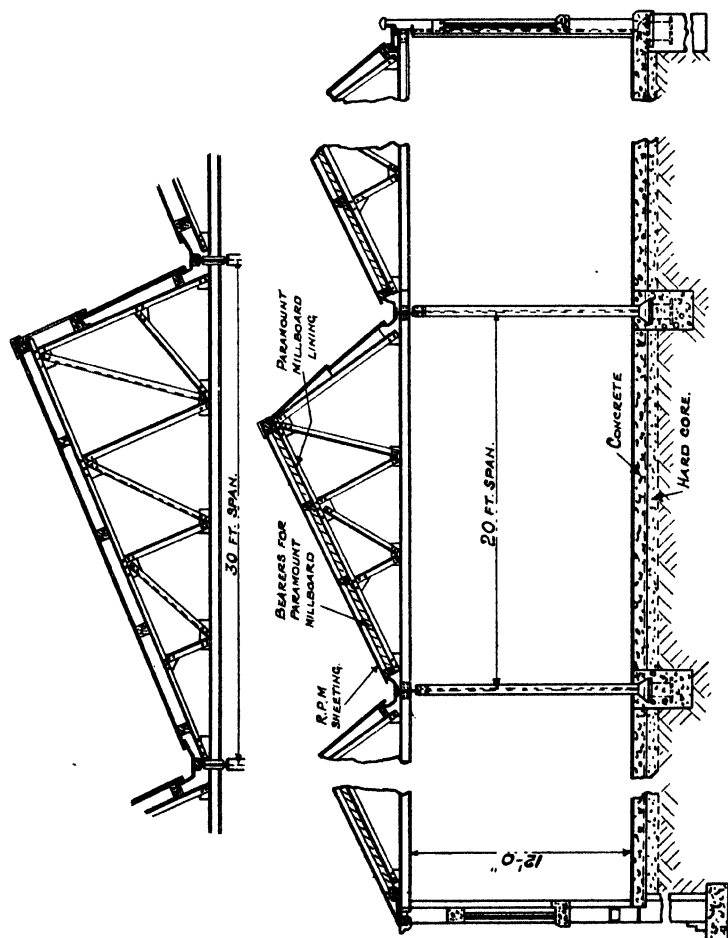 30 FT. SPAN.
PARAMOUNT
MILLBOARD
LINING
BEARERS FOR
PARAMOUNT
MILLBOARD
R.P.M
SHEETING.
20 FT. SPAN.
CONCRETE
HARD CORE.
12'-0"